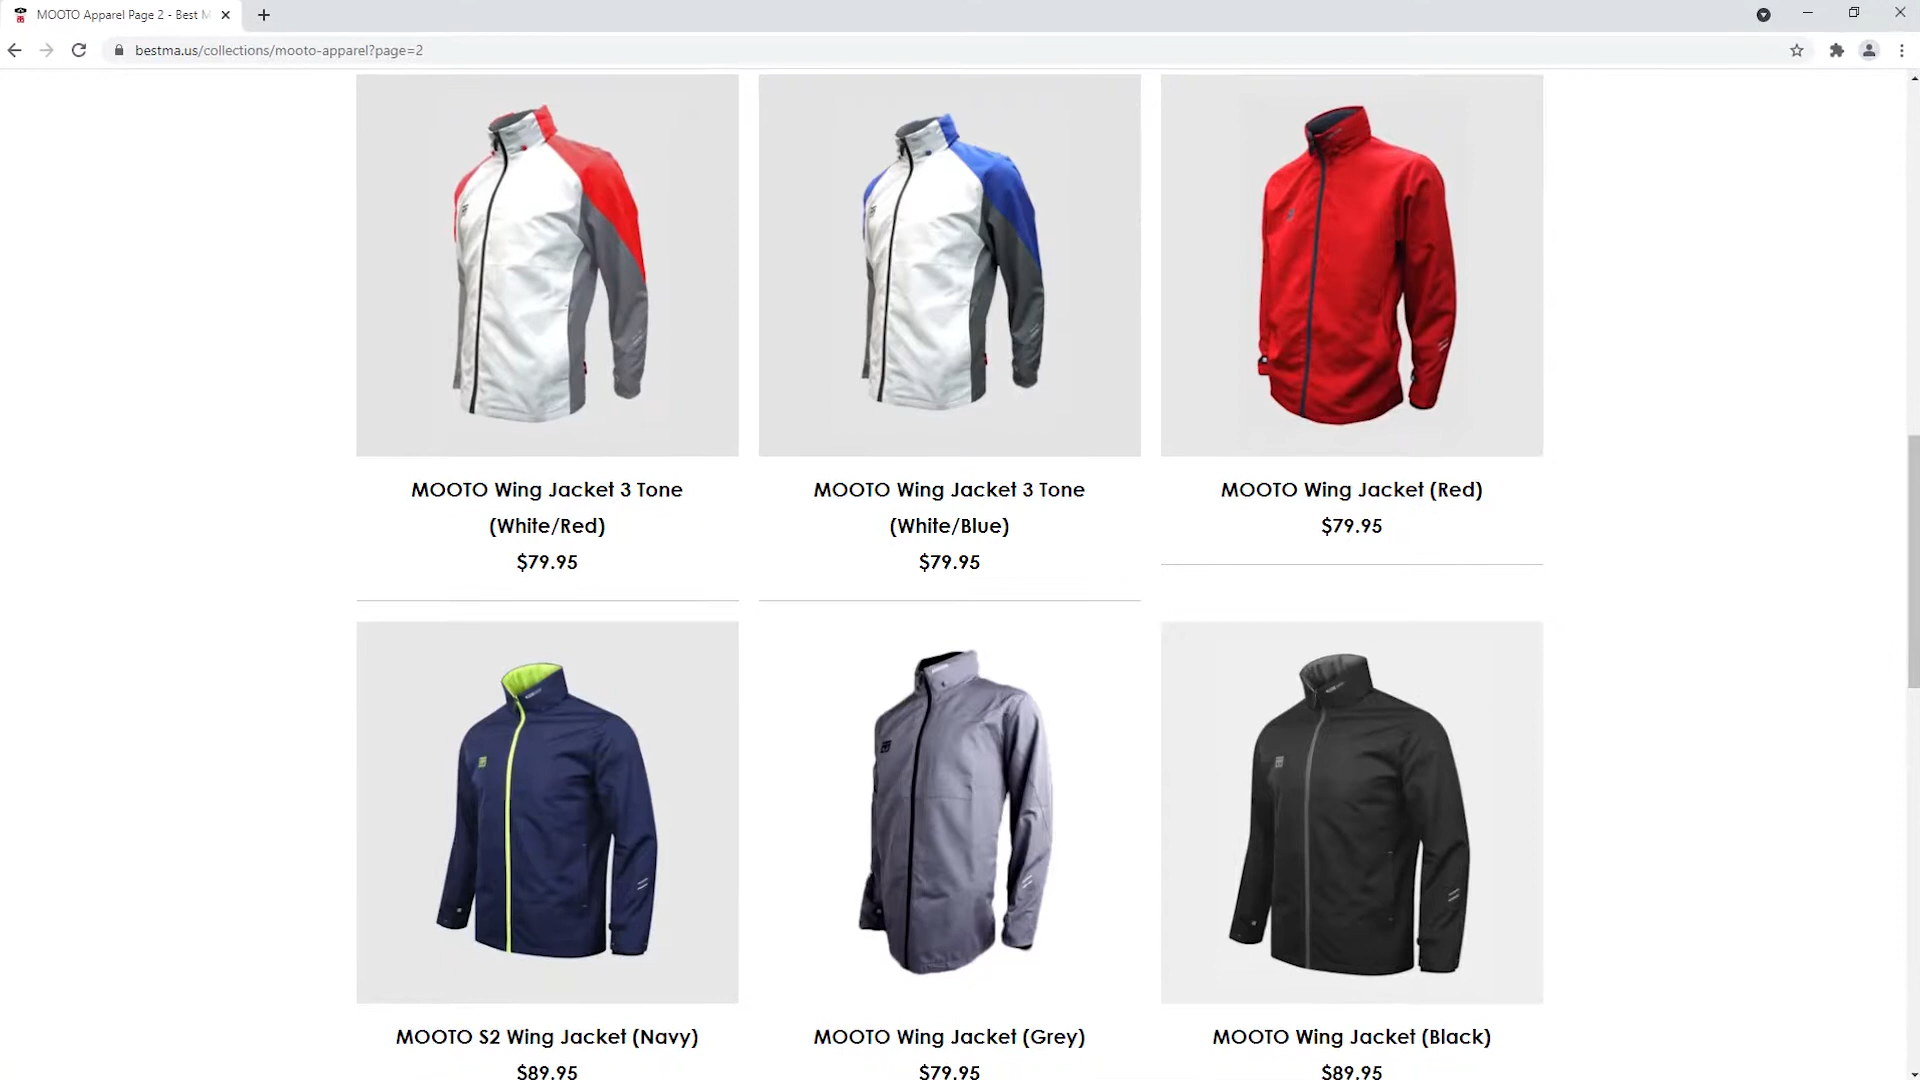 MOOTO Apparel Page 2 - Best M
bestma.us/collections/mooto-apparel?page=2
MOOTO Wing Jacket 3 Tone
(White/Red)
$79.95
MOOTO Wing Jacket 3 Tone
(White/Blue)
$79.95
MOOTO Wing Jacket (Red)
$79.95
MOOTO S2 Wing Jacket (Navy)
$89.95
MOOTO Wing Jacket (Grey)
$79.95
MOOTO Wing Jacket (Black)
$89.95